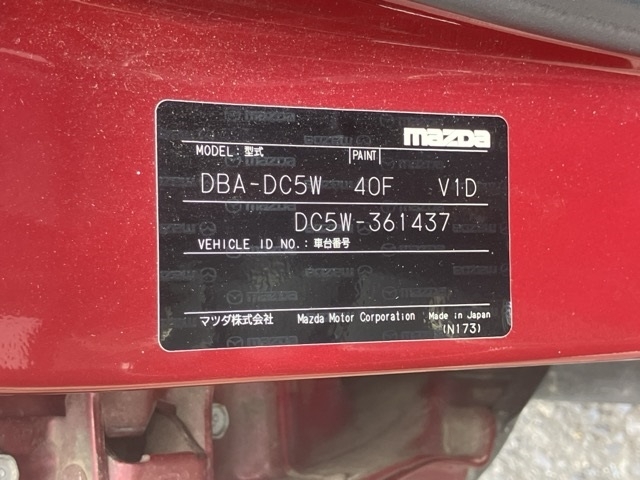 mazda
MODEL: 型式 PAINT
DBA-DC5W 40F V1D
DC5W-361437
VEHICLE ID NO.: 車台番号
マツダ株式会社 Mazda Motor Corporation Made in Japan
(N173)